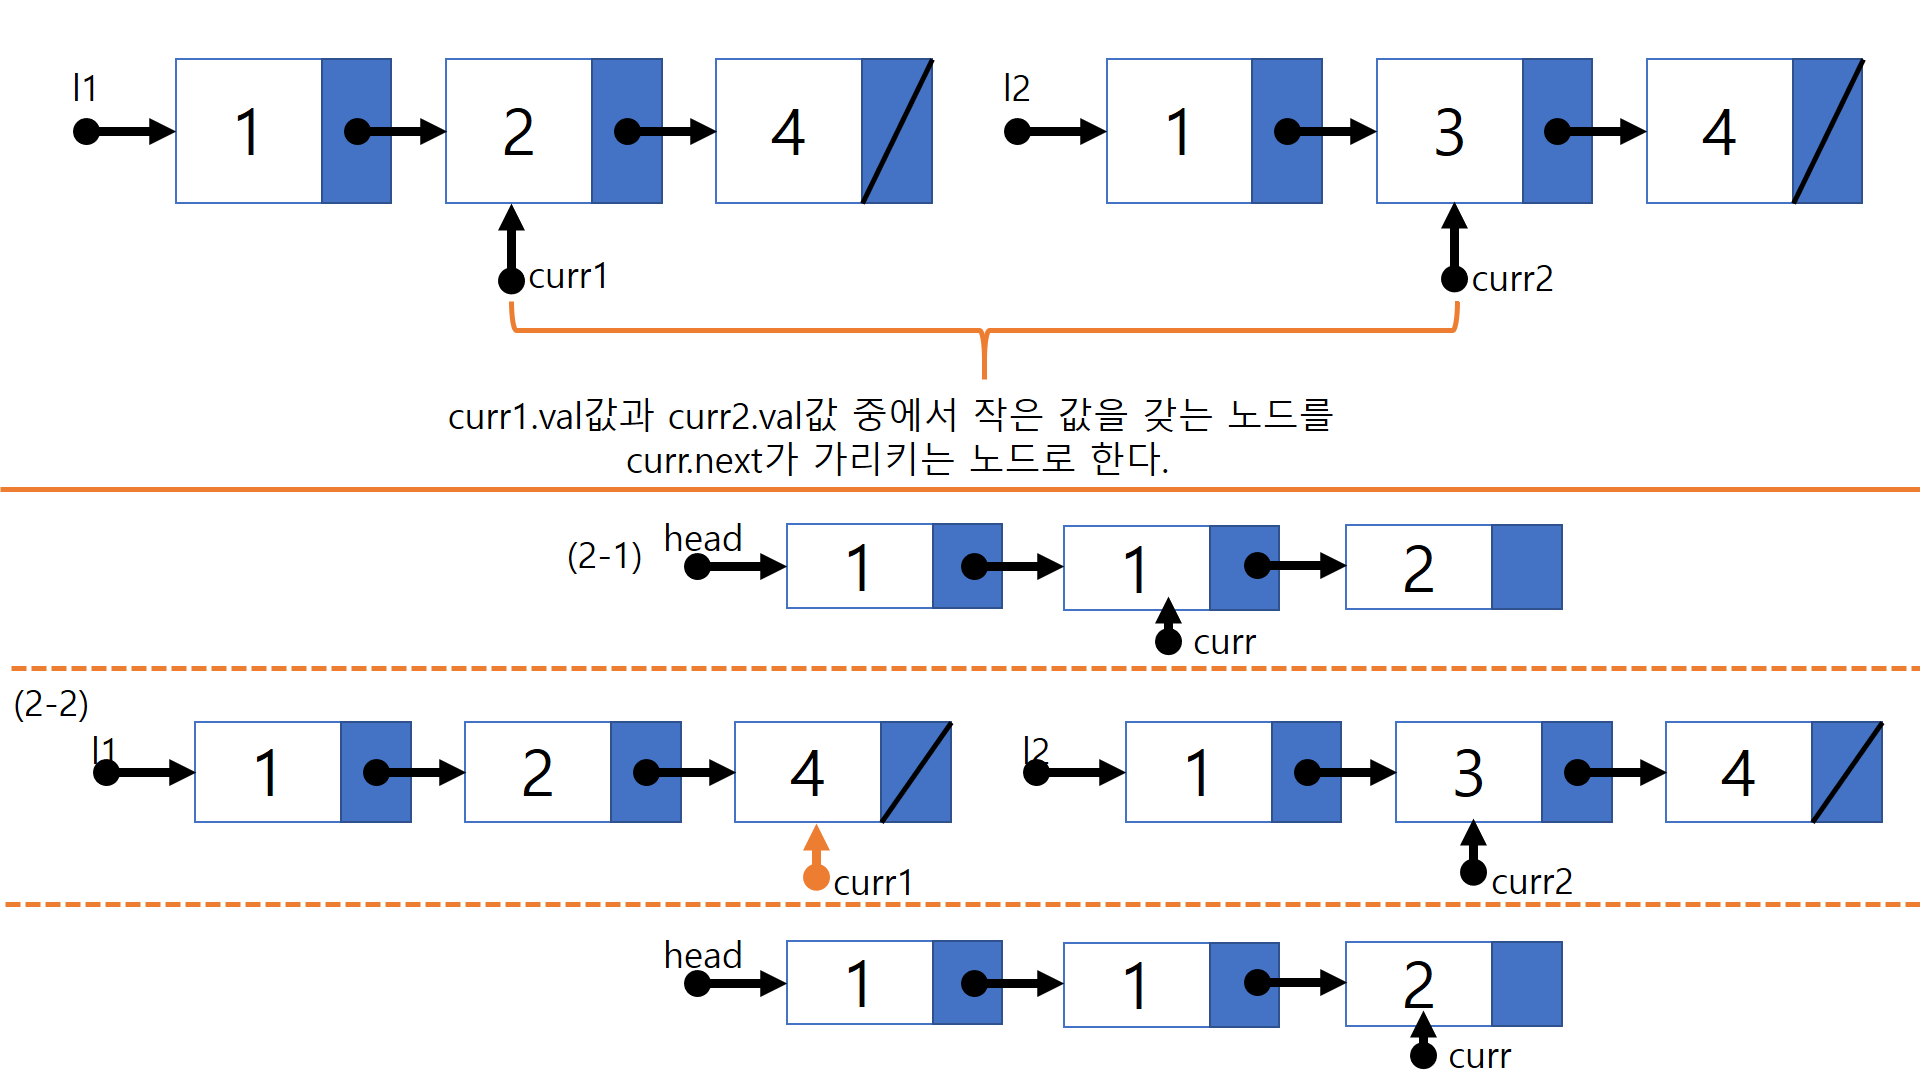 l1
1 2 4
l2
1 3 4
curr1
curr2
curr1.val값과 curr2.val값 중에서 작은 값을 갖는 노드를
curr.next가 가리키는 노드로 한다.
(2-1)
head
1 1 2
curr
(2-2)
l1
1 2 4
l2
1 3 4
curr1
curr2
head
1 1 2
curr